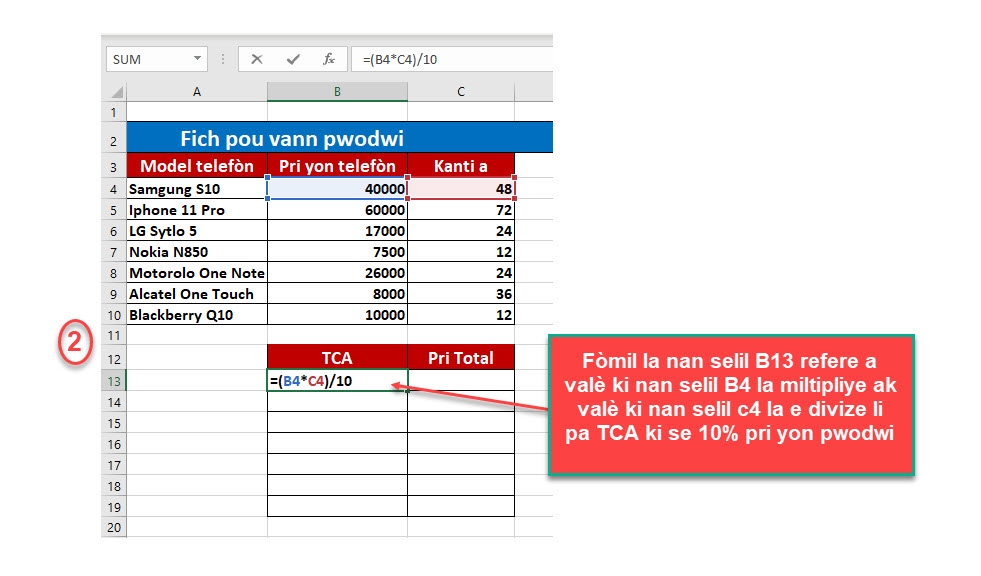 SUM
fx
=(B4*C4)/10
A B C
1
2 Fich pou vann pwodwi
3 Model telefòn Pri yon telefòn Kanti a
4 Samgung S10 40000 48
5 Iphone 11 Pro 60000 72
6 LG Sytlo 5 17000 24
7 Nokia N850 7500 12
8 Motorolo One Note 26000 24
9 Alcatel One Touch 8000 36
10 Blackberry Q10 10000 12
11
2
12 TCA Pri Total
13 =(B4*C4)/10
14
15
16
17
18
19
20
Fòmil la nan selil B13 refere a
valè ki nan selil B4 la miltipliye ak
valè ki nan selil c4 la e divize li
pa TCA ki se 10% pri yon pwodwi